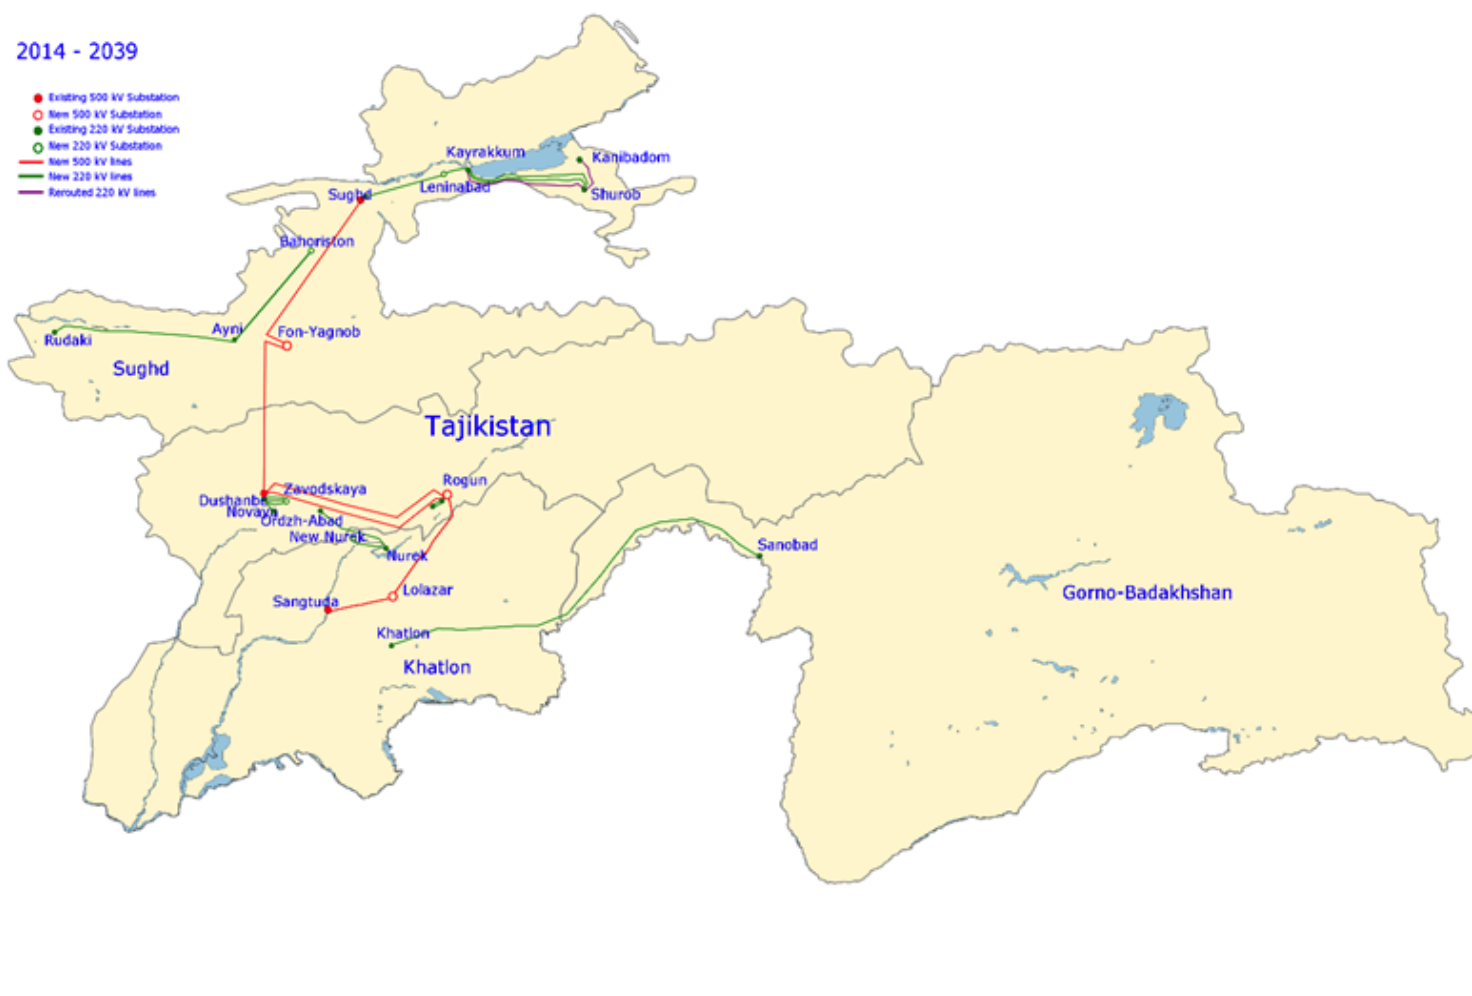 2014 - 2039
Existing 500 kV Substation
New 500 kV Substation
Existing 220 kV Substation
New 220 kV Substation
New 500 kV lines
New 220 kV lines
Rerouted 220 kV lines
Kayrakkum
Kanibadom
Leninabad
Sughd
Shurob
Bahoriston
Ayni
Fon-Yagnob
Rudaki
Sughd
Tajikistan
Rogun
Zavodskaya
Dushanbe
Novaya
Ordzh-Abad
New Nurek
Nurek
Sanobad
Lolazar
Gorno-Badakhshan
Sangtuda
Khatlon
Khatlon